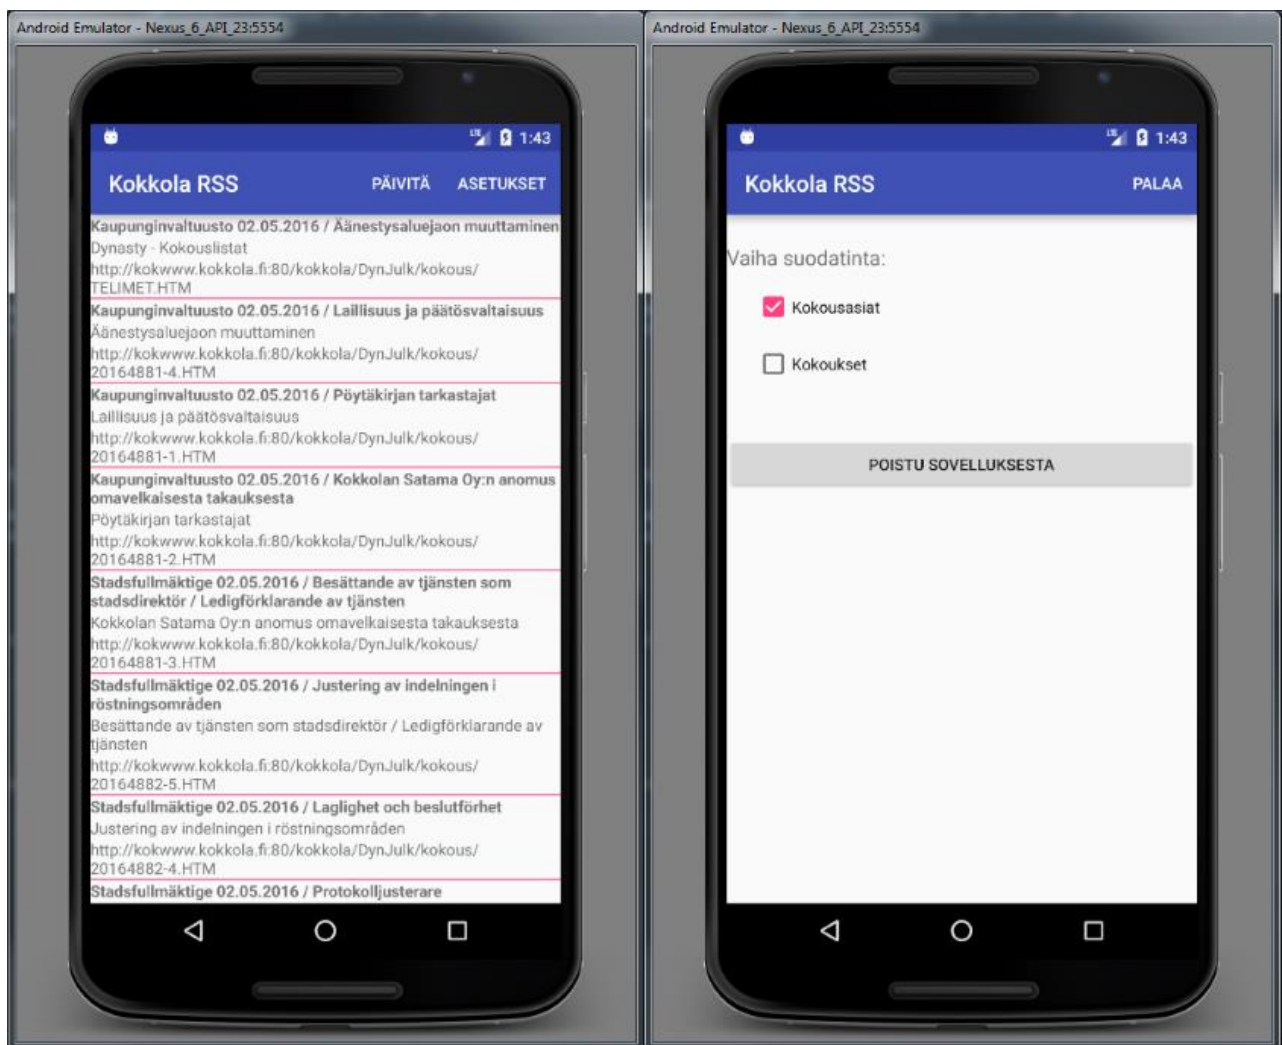 Android Emulator - Nexus_6_API_23:5554
1:43
Kokkola RSS
PÄIVITÄ
ASETUKSET
Kaupunginvaltuusto 02.05.2016 / Äänestysaluejaon muuttaminen
Dynasty - Kokouslistat
http://kokwww.kokkola.fi:80/kokkola/DynJulk/kokous/
TELIMET.HTM
Kaupunginvaltuusto 02.05.2016 / Laillisuus ja päätösvaltaisuus
Äänestysaluejaon muuttaminen
http://kokwww.kokkola.fi:80/kokkola/DynJulk/kokous/
20164881-4.HTM
Kaupunginvaltuusto 02.05.2016 / Pöytäkirjan tarkastajat
Laillisuus ja päätösvaltaisuus
http://kokwww.kokkola.fi:80/kokkola/DynJulk/kokous/
20164881-1.HTM
Kaupunginvaltuusto 02.05.2016 / Kokkolan Satama Oy:n anomus
omavelkaisesta takauksesta
Pöytäkirjan tarkastajat
http://kokwww.kokkola.fi:80/kokkola/DynJulk/kokous/
20164881-2.HTM
Stadsfullmäktige 02.05.2016 / Besättande av tjänsten som
stadsdirektör / Ledigförklarande av tjänsten
Kokkolan Satama Oy:n anomus omavelkaisesta takauksesta
http://kokwww.kokkola.fi:80/kokkola/DynJulk/kokous/
20164881-3.HTM
Stadsfullmäktige 02.05.2016 / Justering av indelningen i
röstningsområden
Besättande av tjänsten som stadsdirektör / Ledigförklarande av
tjänsten
http://kokwww.kokkola.fi:80/kokkola/DynJulk/kokous/
20164882-5.HTM
Stadsfullmäktige 02.05.2016 / Laglighet och beslutförhet
Justering av indelningen i röstningsområden
http://kokwww.kokkola.fi:80/kokkola/DynJulk/kokous/
20164882-4.HTM
Stadsfullmäktige 02.05.2016 / Protokolljusterare
Android Emulator - Nexus_6_API_23:5554
1:43
Kokkola RSS
PALAA
Vaiha suodatinta:
Kokousasiat
Kokoukset
POISTU SOVELLUKSESTA